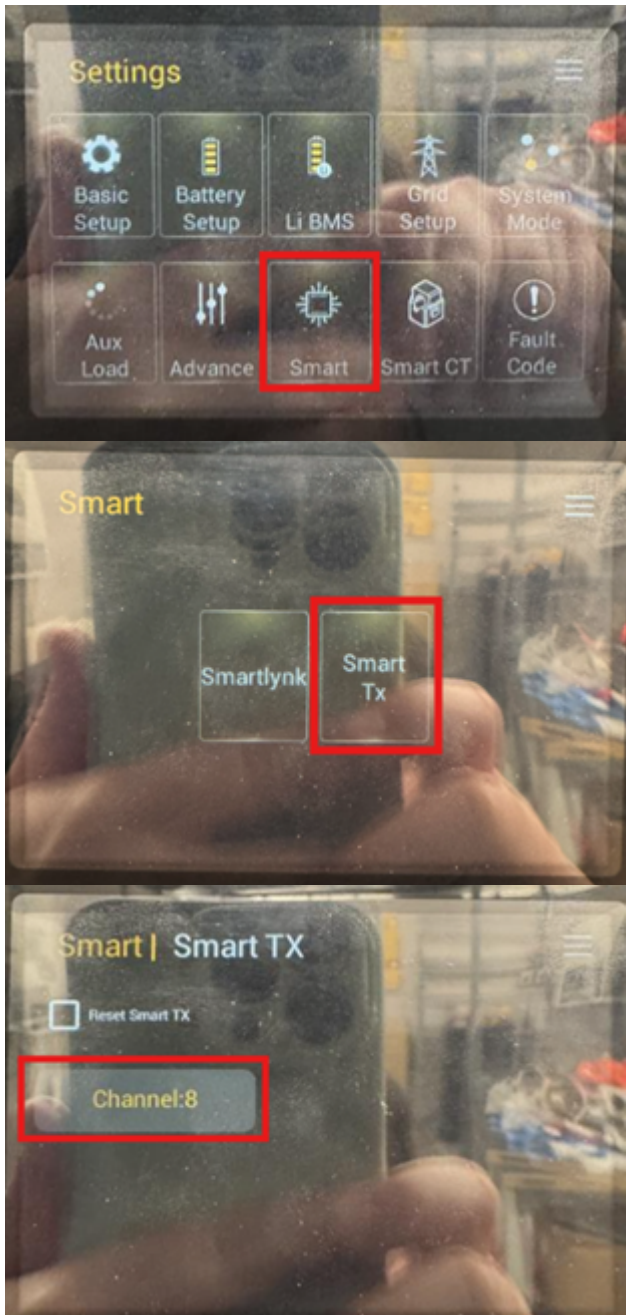 Settings
Basic
Setup
Battery
Setup
Li BMS
Grid
Setup
System
Mode
Aux
Load
Advance
Smart
Smart CT
Fault
Code
Smart
Smartlynk
Smart
Tx
Smart| Smart TX
Reset Smart TX
Channel:8